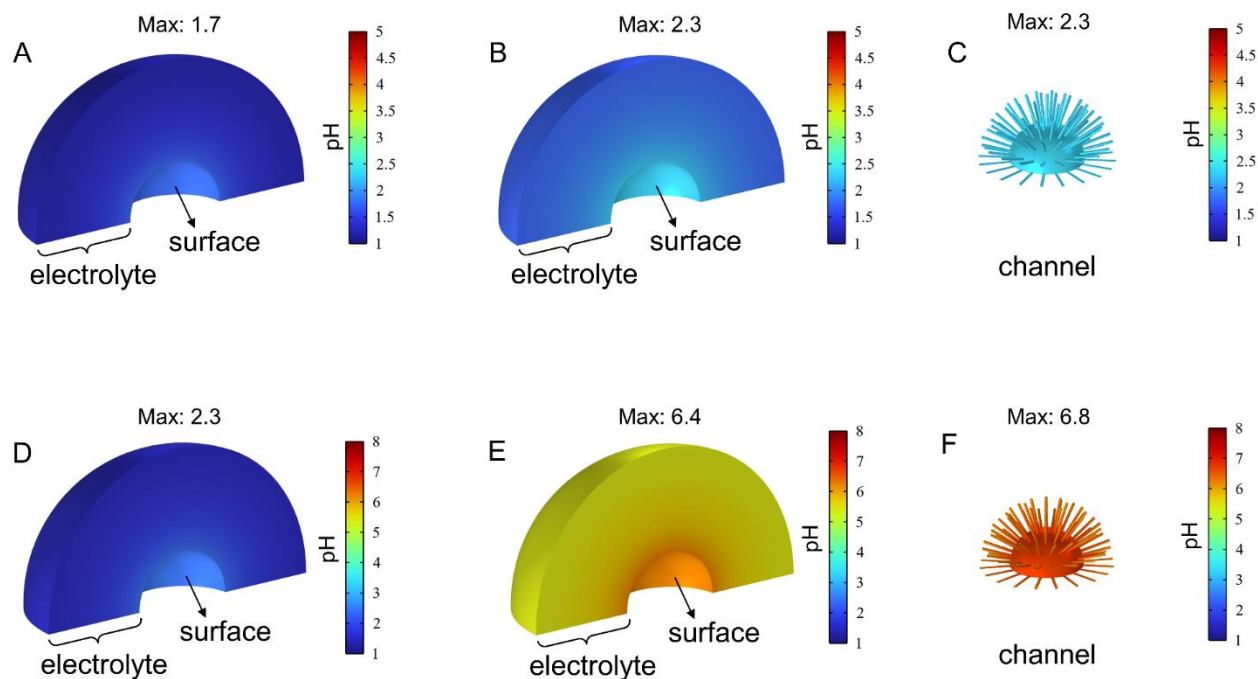 A
Max: 1.7
5
4.5
4
3.5
3
2.5
2
1.5
1
pH
surface
electrolyte
B
Max: 2.3
5
4.5
4
3.5
3
2.5
2
1.5
1
pH
surface
electrolyte
C
Max: 2.3
5
4.5
4
3.5
3
2.5
2
1.5
1
pH
channel
D
Max: 2.3
8
7
6
5
4
3
2
1
pH
surface
electrolyte
E
Max: 6.4
8
7
6
5
4
3
2
1
pH
surface
electrolyte
F
Max: 6.8
8
7
6
5
4
3
2
1
pH
channel